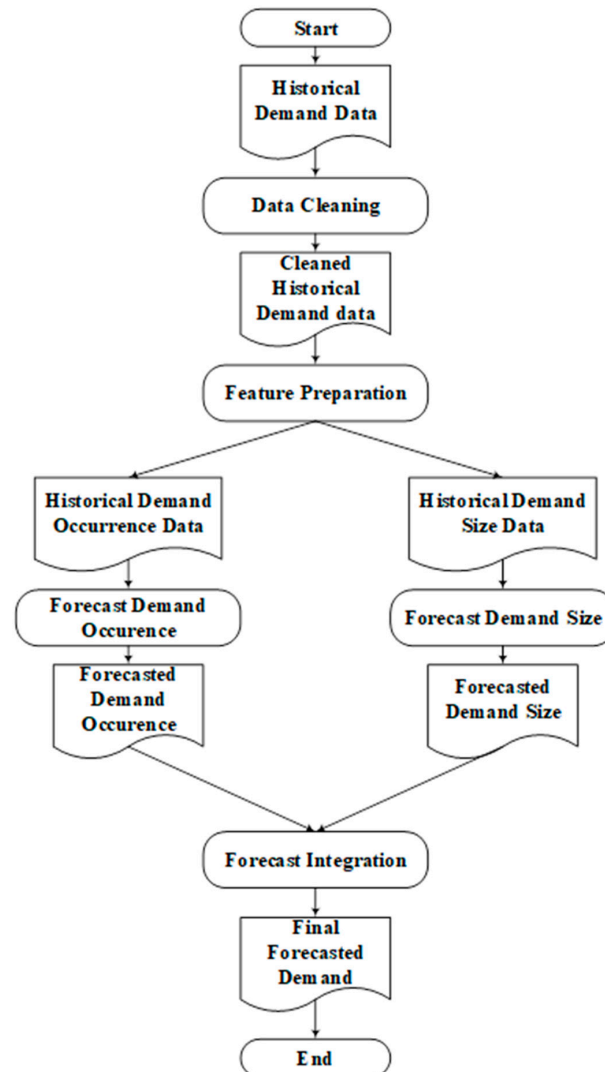 Start
Historical
Demand Data
Data Cleaning
Cleaned
Historical
Demand data
Feature Preparation
Historical Demand
Occurrence Data
Historical Demand
Size Data
Forecast Demand
Occurence
Forecast Demand Size
Forecasted
Demand
Occurence
Forecasted
Demand Size
Forecast Integration
Final
Forecasted
Demand
End